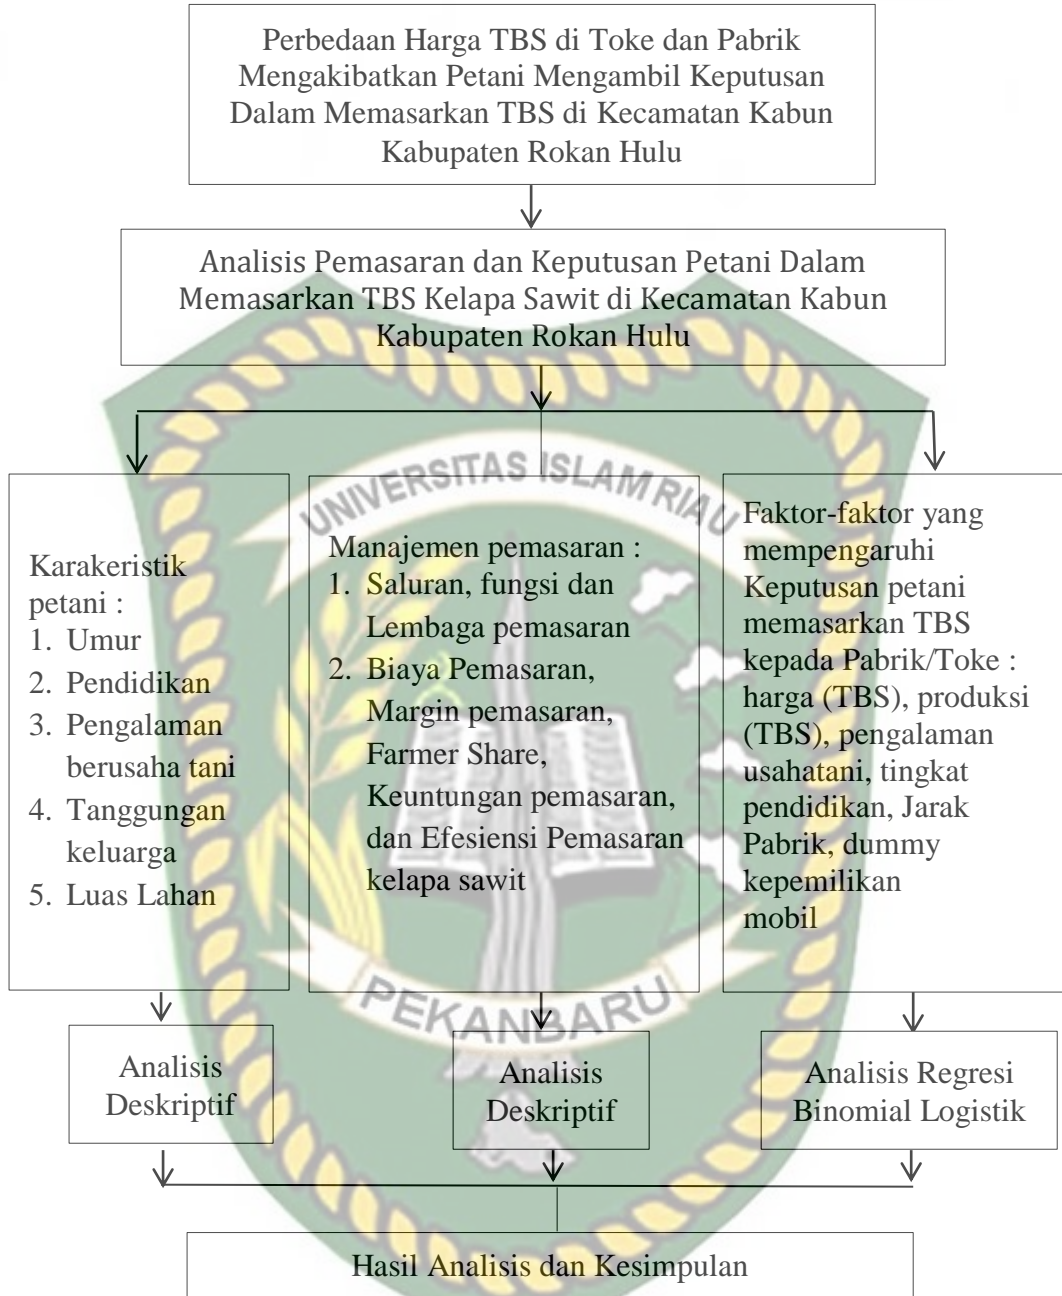 Perbedaan Harga TBS di Toke dan Pabrik
Mengakibatkan Petani Mengambil Keputusan
Dalam Memasarkan TBS di Kecamatan Kabun
Kabupaten Rokan Hulu
Analisis Pemasaran dan Keputusan Petani Dalam
Memasarkan TBS Kelapa Sawit di Kecamatan Kabun
Kabupaten Rokan Hulu
UNIVERSITAS ISLAM RIAU
Karakeristik
petani :
1. Umur
2. Pendidikan
3. Pengalaman
berusaha tani
4. Tanggungan
keluarga
5. Luas Lahan
Manajemen pemasaran :
1. Saluran, fungsi dan
Lembaga pemasaran
2. Biaya Pemasaran,
Margin pemasaran,
Farmer Share,
Keuntungan pemasaran,
dan Efesiensi Pemasaran
kelapa sawit
Faktor-faktor yang
mempengaruhi
Keputusan petani
memasarkan TBS
kepada Pabrik/Toke :
harga (TBS), produksi
(TBS), pengalaman
usahatani, tingkat
pendidikan, Jarak
Pabrik, dummy
kepemilikan
mobil
PEKANBARU
Analisis
Deskriptif
Analisis
Deskriptif
Analisis Regresi
Binomial Logistik
Hasil Analisis dan Kesimpulan